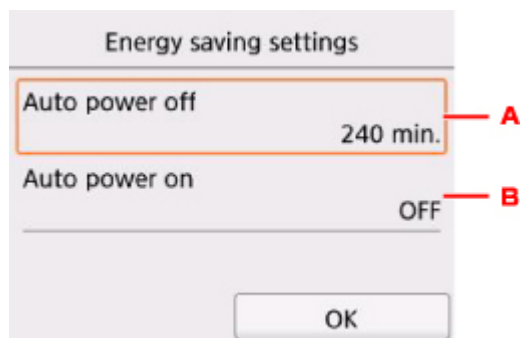 Energy saving settings
Auto power off
240 min.
A
Auto power on
OFF
B
OK